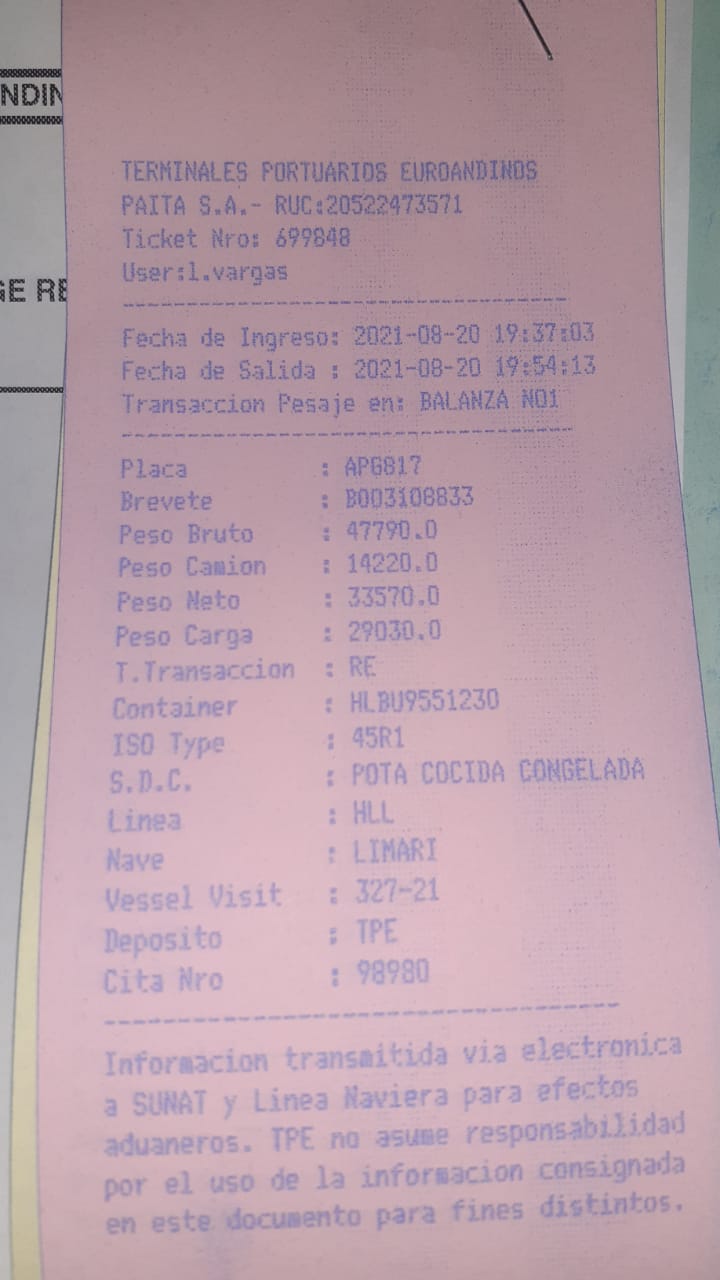 NDIN
GE RE
TERMINALES PORTUARIOS EUROANDINOS
PAITA S.A.- RUC:20522473571
Ticket Nro: 699848
User:l.vargas
--------------------------------------
Fecha de Ingreso: 2021-08-20 19:37:03
Fecha de Salida : 2021-08-20 19:54:13
Transaccion Pesaje en: BALANZA NO1
--------------------------------------
Placa : APG817
Brevete : B003108833
Peso Bruto : 47790.0
Peso Camion : 14220.0
Peso Neto : 33570.0
Peso Carga : 29030.0
T.Transaccion : RE
Container : HLBU9551230
ISO Type : 45R1
S.D.C. : POTA COCIDA CONGELADA
Linea : HLL
Nave : LIMARI
Vessel Visit : 327-21
Deposito : TPE
Cita Nro : 98980
--------------------------------------
Informacion transmitida via electronica
a SUNAT y Linea Naviera para efectos
aduaneros. TPE no asume responsabilidad
por el uso de la informacion consignada
en este documento para fines distintos.